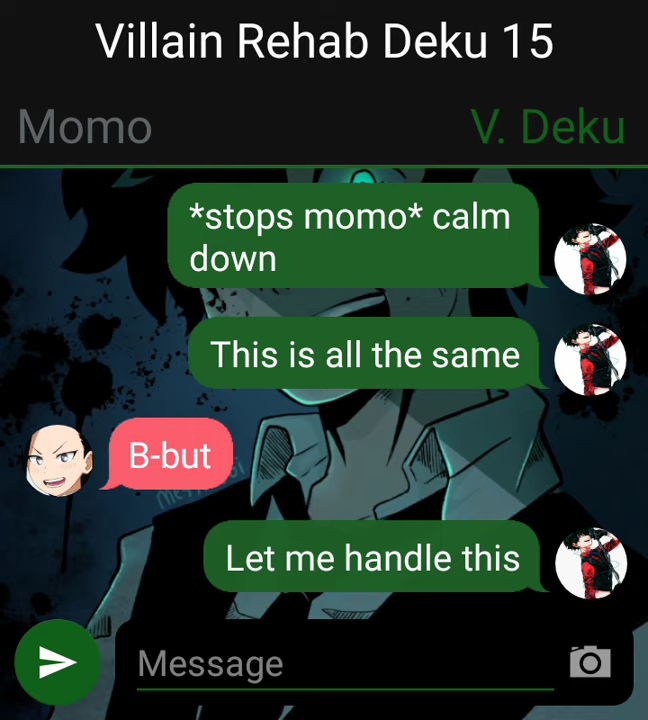 Villain Rehab Deku 15
Momo
V. Deku
*stops momo* calm
down
This is all the same
B-but
Let me handle this
Message